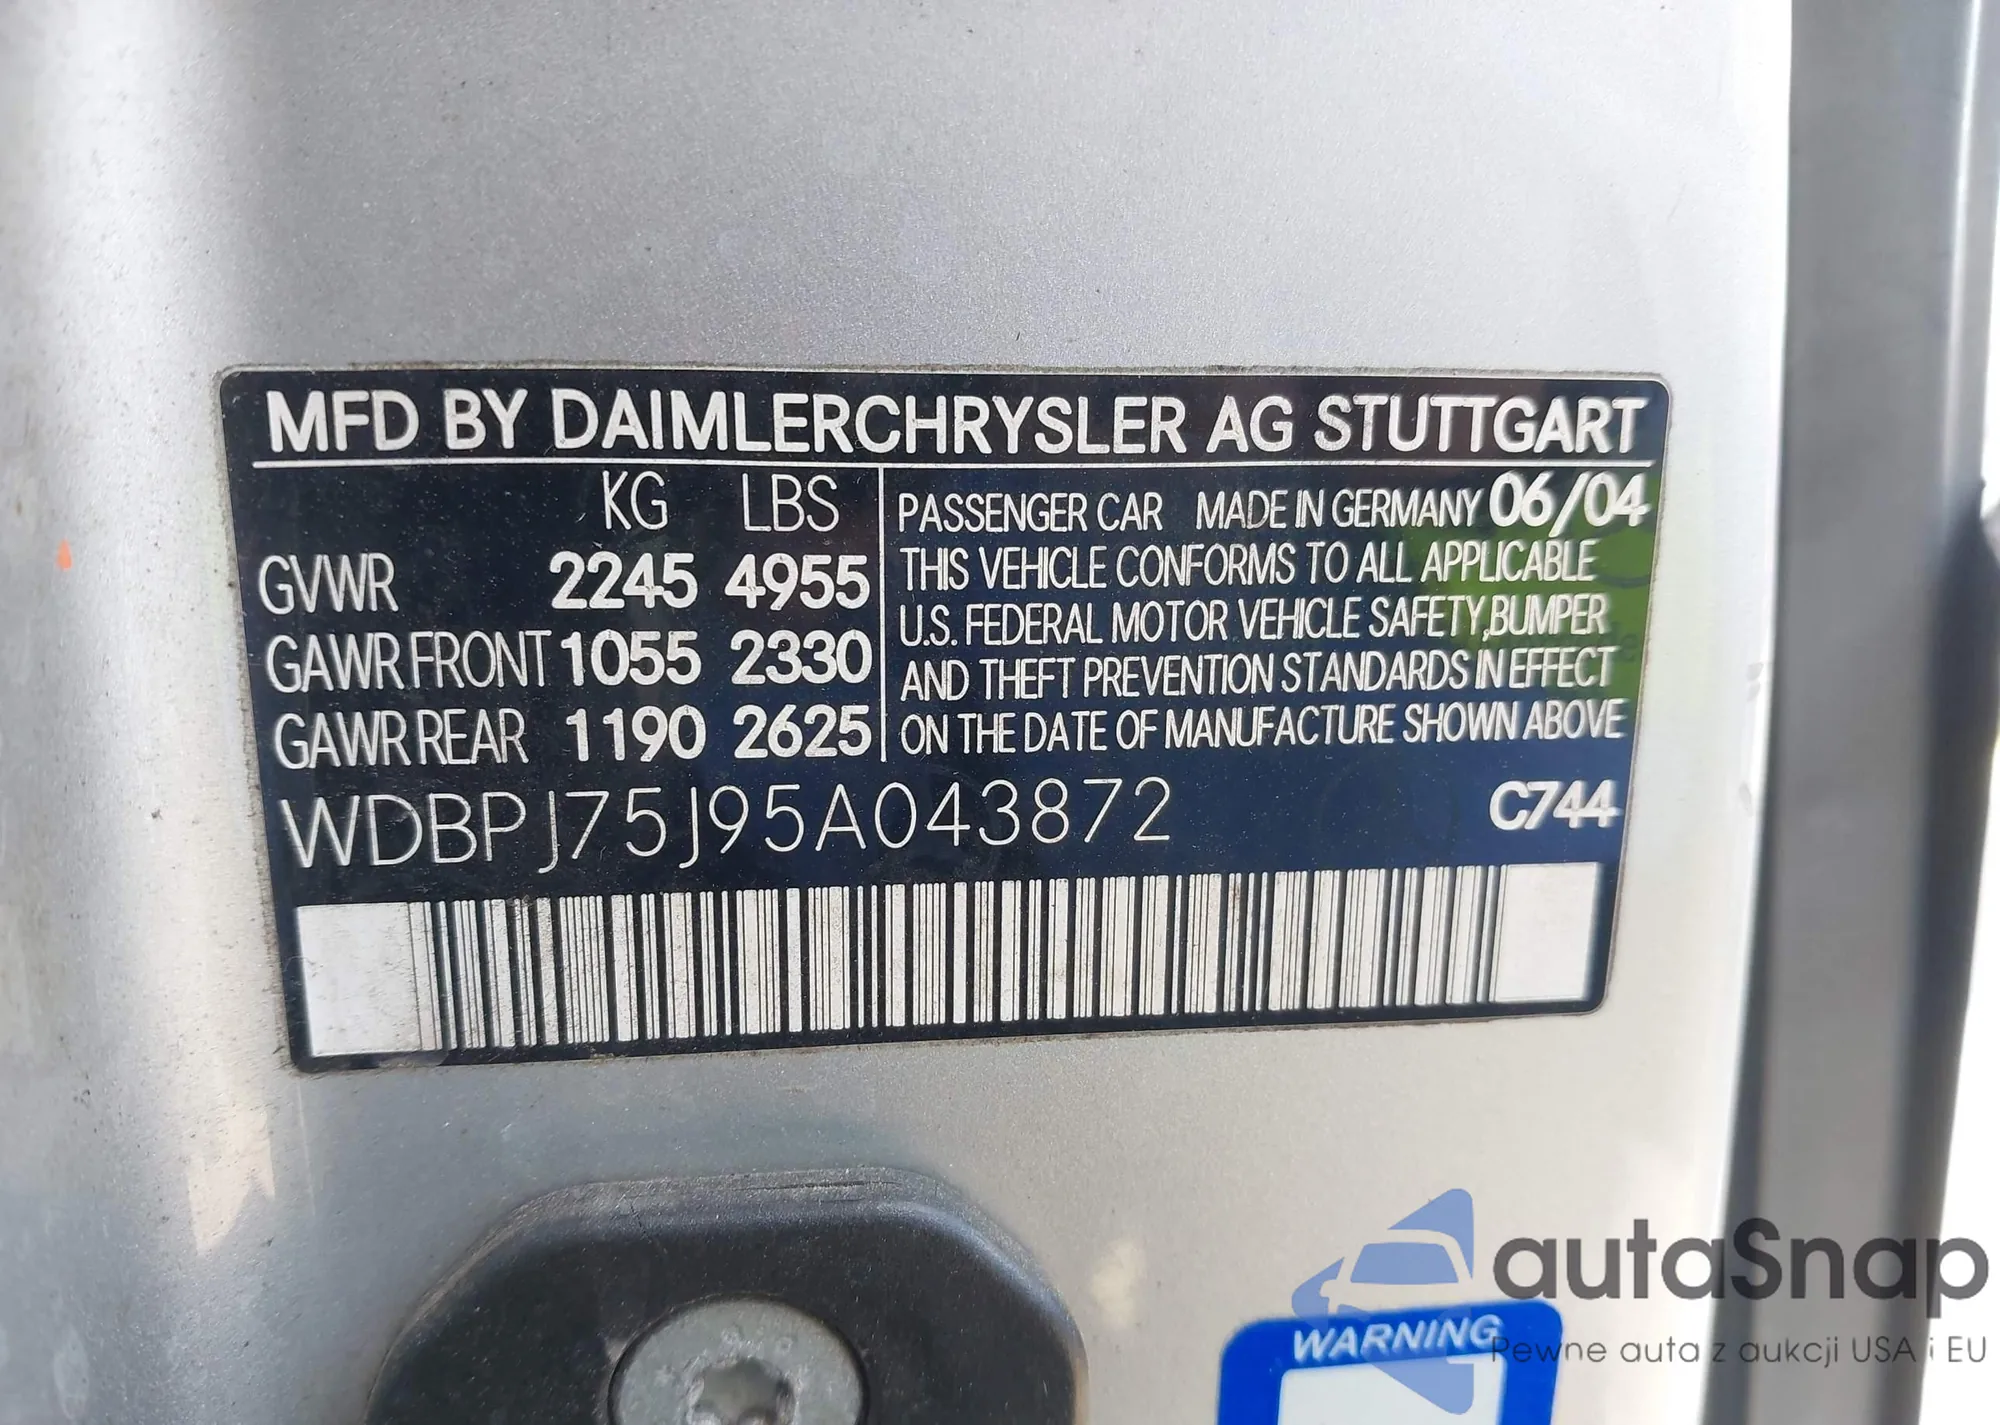 MFD BY DAIMLERCHRYSLER AG STUTTGART
KG LBS
GVWR 2245 4955
GAWR FRONT 1055 2330
GAWR REAR 1190 2625
PASSENGER CAR MADE IN GERMANY 06/04
THIS VEHICLE CONFORMS TO ALL APPLICABLE
U.S. FEDERAL MOTOR VEHICLE SAFETY,BUMPER
AND THEFT PREVENTION STANDARDS IN EFFECT
ON THE DATE OF MANUFACTURE SHOWN ABOVE
WDBPJ75J95A043872 C744
WARNING
autaSnap
Pewne auta z aukcji USA i EU